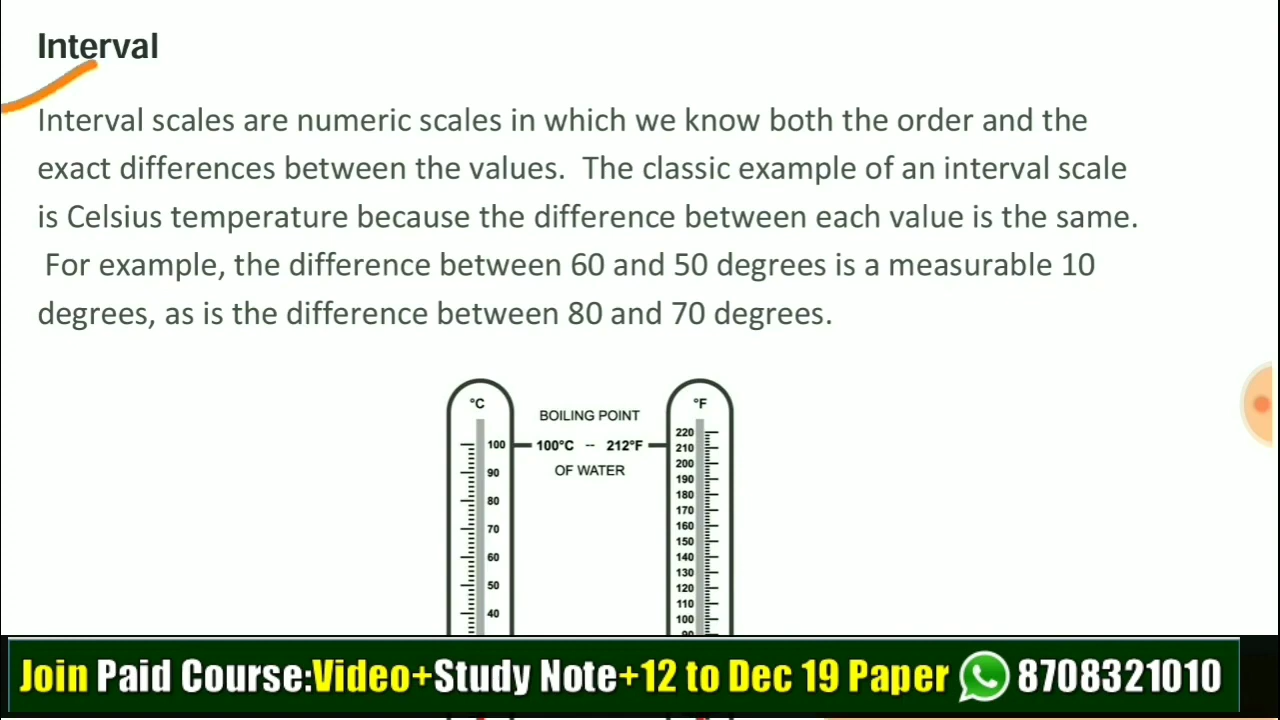 Interval
Interval scales are numeric scales in which we know both the order and the
exact differences between the values.  The classic example of an interval scale
is Celsius temperature because the difference between each value is the same.
For example, the difference between 60 and 50 degrees is a measurable 10
degrees, as is the difference between 80 and 70 degrees.
°C
BOILING POINT
°F
100°C -- 212°F
OF WATER
100
90
80
70
60
50
40
220
210
200
190
180
170
160
150
140
130
120
110
100
90
Join Paid Course:Video+Study Note+12 to Dec 19 Paper 8708321010